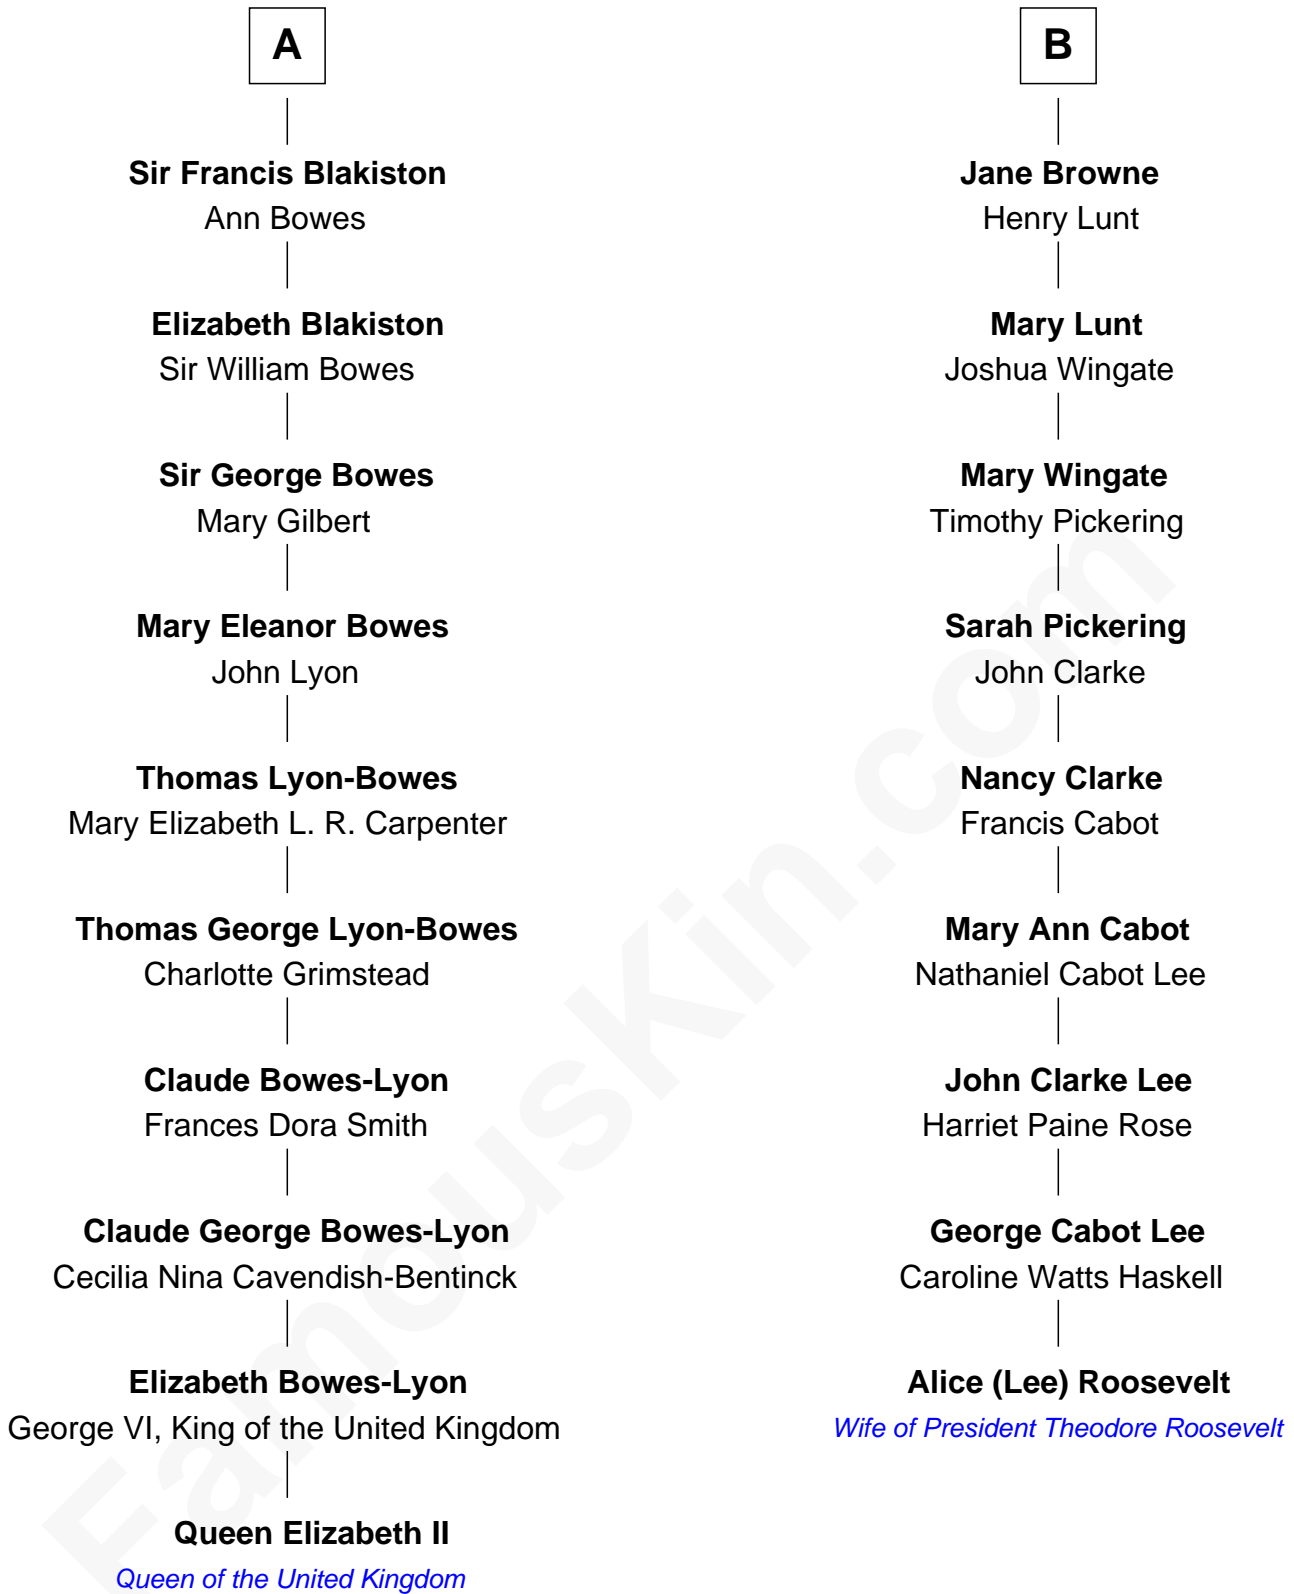 A
Sir Francis Blakiston
Ann Bowes
Elizabeth Blakiston
Sir William Bowes
Sir George Bowes
Mary Gilbert
Mary Eleanor Bowes
John Lyon
Thomas Lyon-Bowes
Mary Elizabeth L. R. Carpenter
Thomas George Lyon-Bowes
Charlotte Grimstead
Claude Bowes-Lyon
Frances Dora Smith
Claude George Bowes-Lyon
Cecilia Nina Cavendish-Bentinck
Elizabeth Bowes-Lyon
George VI, King of the United Kingdom
Queen Elizabeth II
Queen of the United Kingdom
B
Jane Browne
Henry Lunt
Mary Lunt
Joshua Wingate
Mary Wingate
Timothy Pickering
Sarah Pickering
John Clarke
Nancy Clarke
Francis Cabot
Mary Ann Cabot
Nathaniel Cabot Lee
John Clarke Lee
Harriet Paine Rose
George Cabot Lee
Caroline Watts Haskell
Alice (Lee) Roosevelt
Wife of President Theodore Roosevelt
FamousKin.com